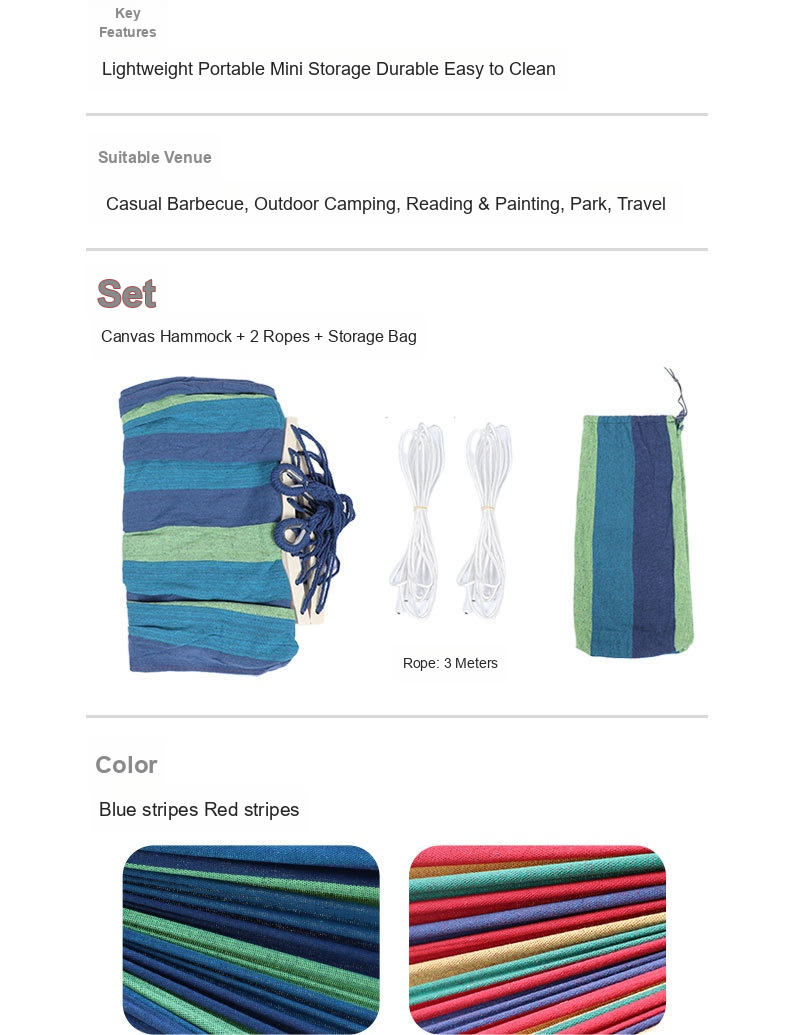 Key
Features
Lightweight Portable Mini Storage Durable Easy to Clean
Suitable Venue
Casual Barbecue, Outdoor Camping, Reading & Painting, Park, Travel
Set
Canvas Hammock + 2 Ropes + Storage Bag
Rope: 3 Meters
Color
Blue stripes Red stripes